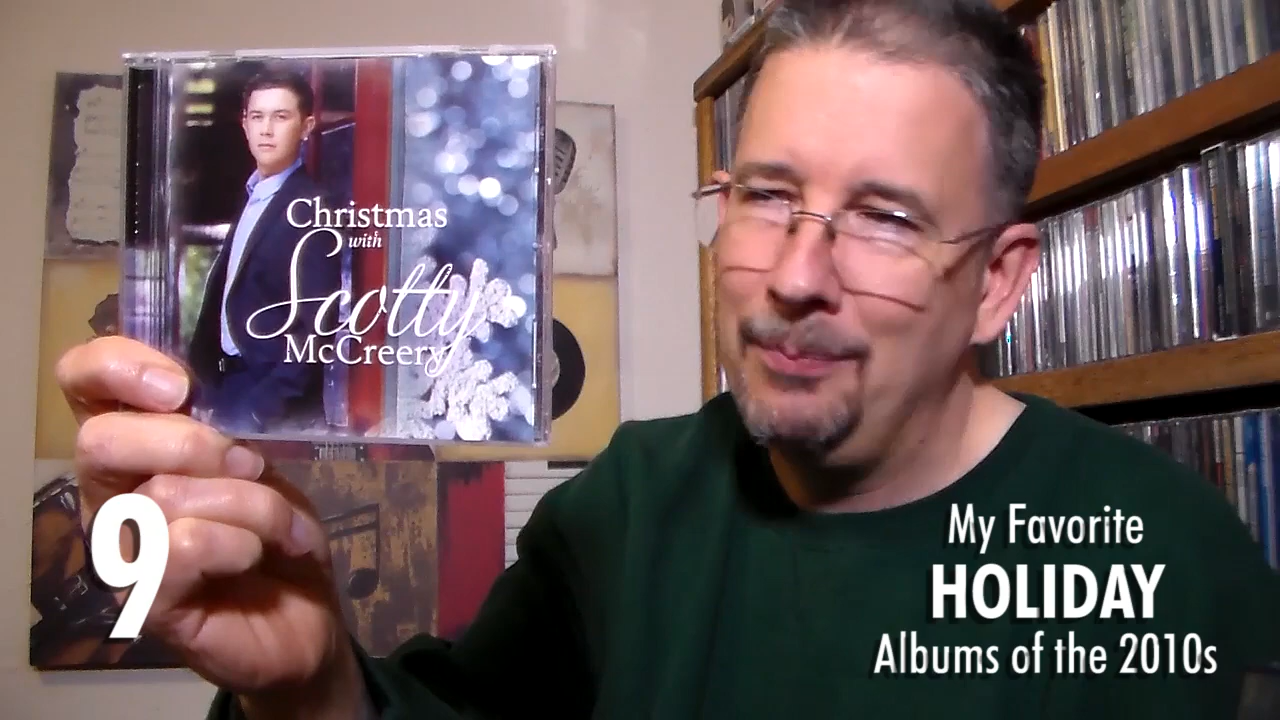 Christmas
with
Scotty
McCreery
9
My Favorite
HOLIDAY
Albums of the 2010s